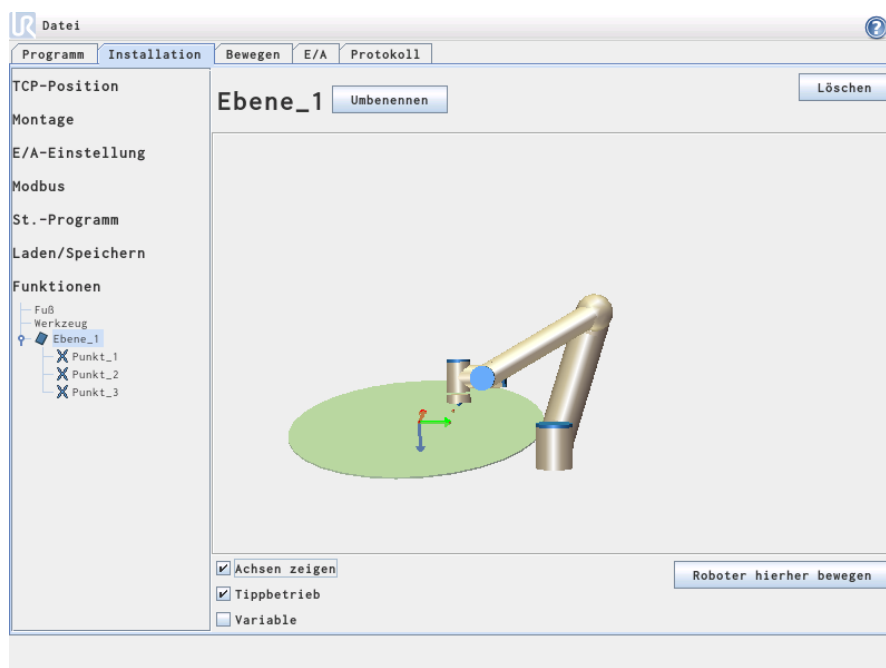 UR Datei
Programm Installation Bewegen E/A Protokoll
TCP-Position
Montage
E/A-Einstellung
Modbus
St.-Programm
Laden/Speichern
Funktionen
Fuß
Werkzeug
Ebene_1
Punkt_1
Punkt_2
Punkt_3
Ebene_1 Umbenennen Löschen
Achsen zeigen
Tippbetrieb
Variable
Roboter hierher bewegen